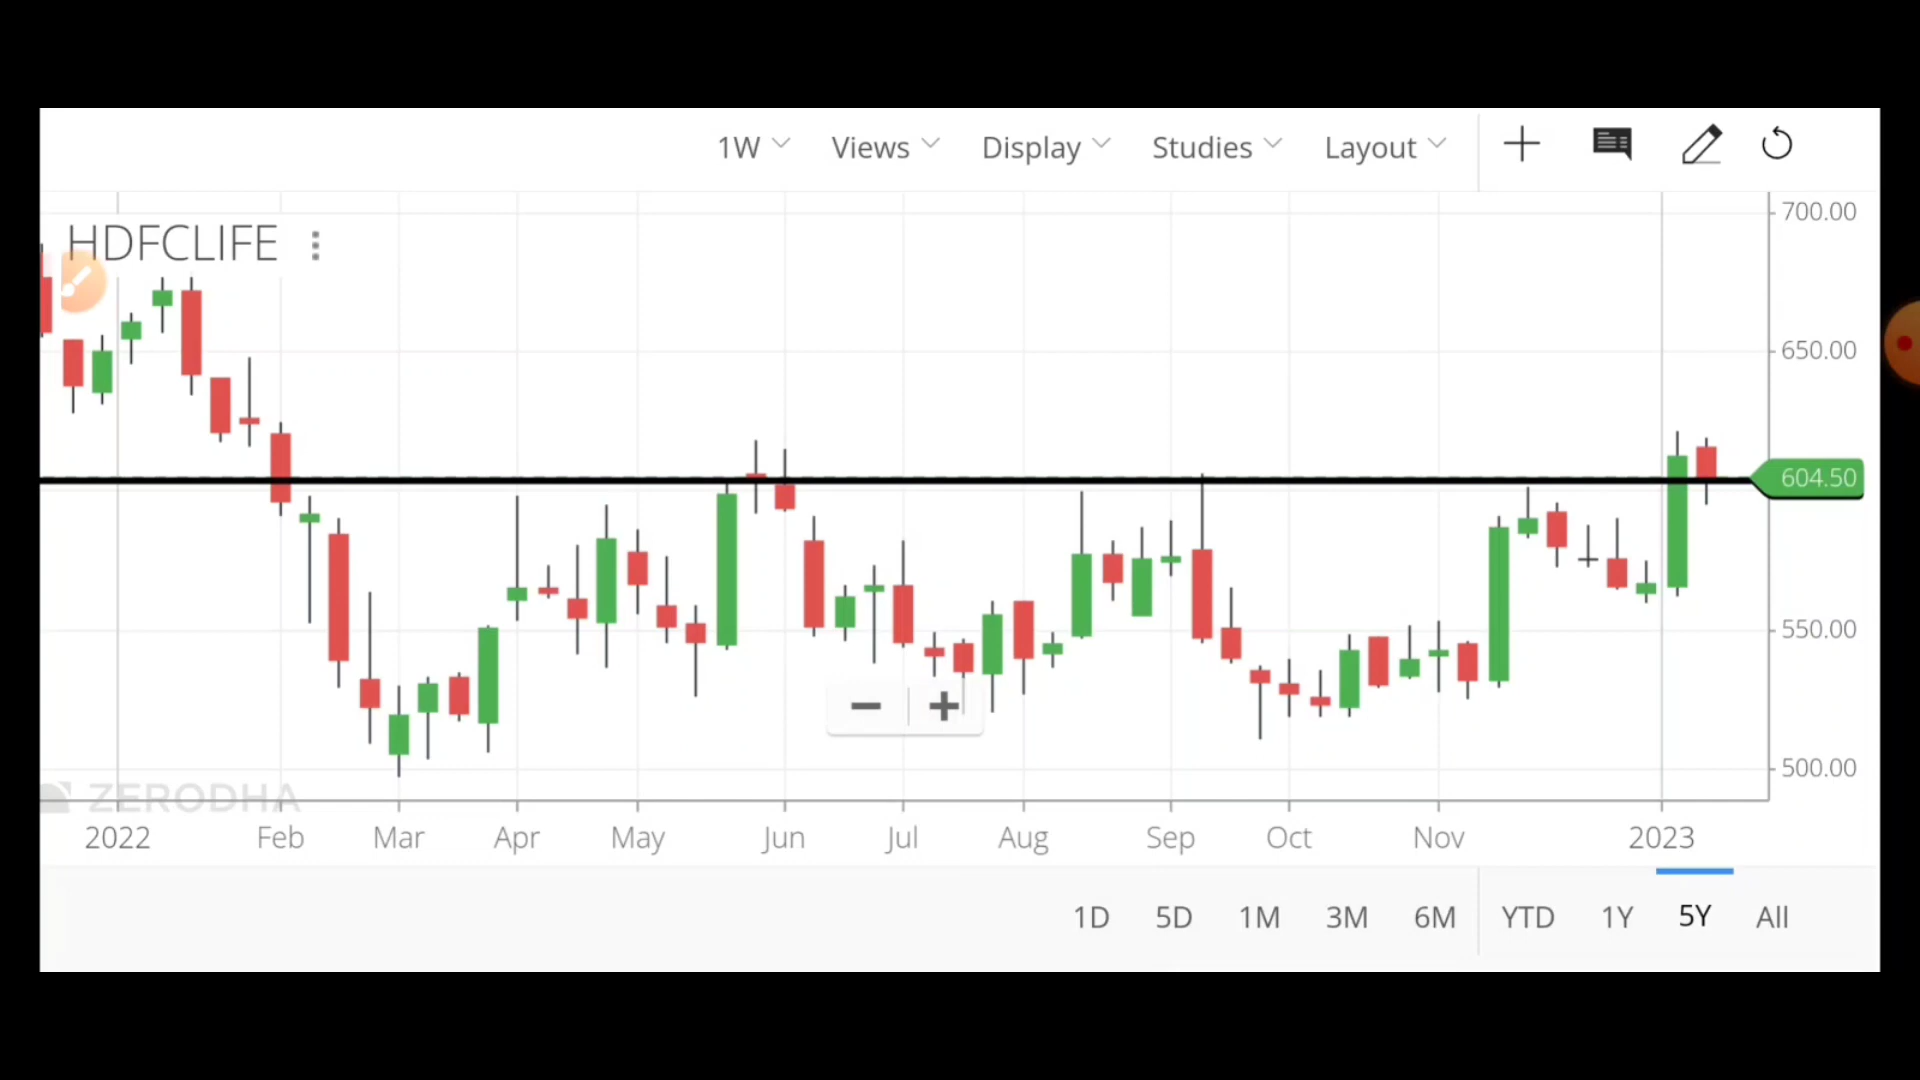 1W Views Display Studies Layout
HDFCLIFE
700.00
650.00
604.50
550.00
500.00
ZERODHA
2022 Feb Mar Apr May Jun Jul Aug Sep Oct Nov 2023
1D 5D 1M 3M 6M YTD 1Y 5Y All